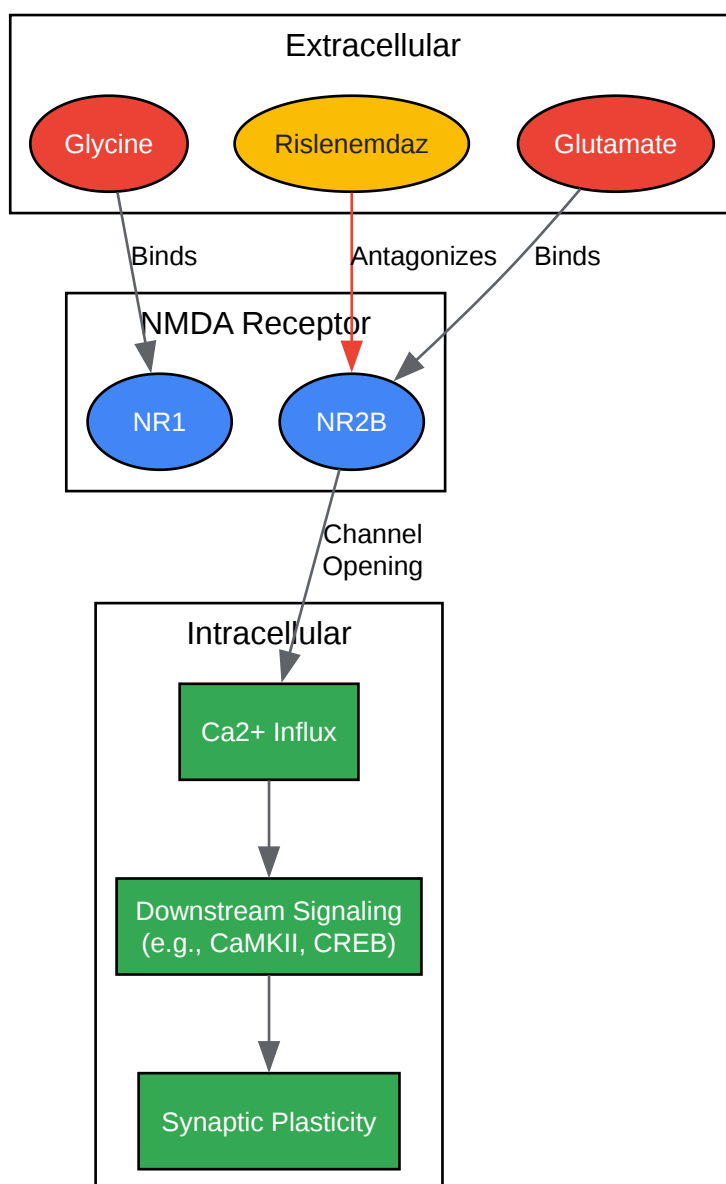 Extracellular
Glycine
Rislenemdaz
Glutamate
Binds
Antagonizes
Binds
NMDA Receptor
NR1
NR2B
Channel
Opening
Intracellular
Ca2+ Influx
Downstream Signaling
(e.g., CaMKII, CREB)
Synaptic Plasticity